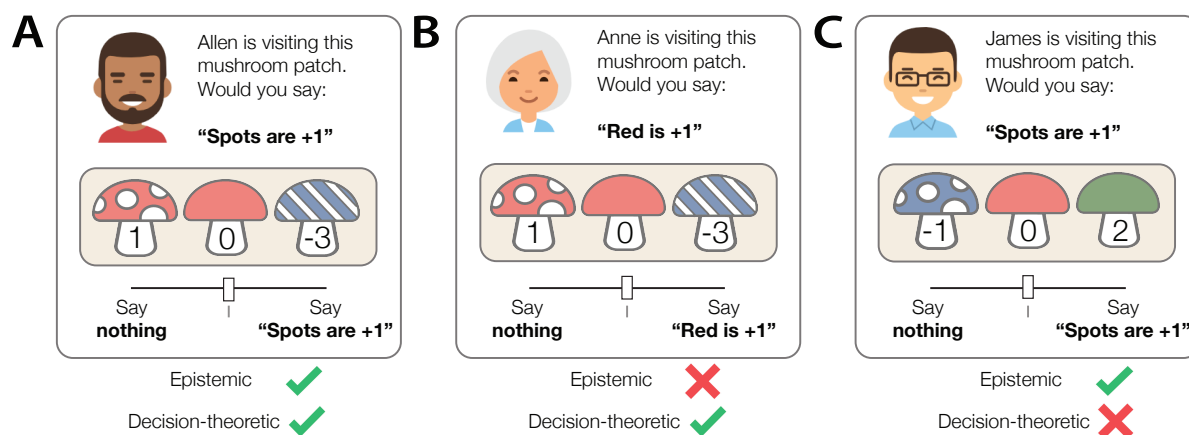 A
Allen is visiting this
mushroom patch.
Would you say:
“Spots are +1”
1 0 -3
Say nothing
Say “Spots are +1”
Epistemic
Decision-theoretic
B
Anne is visiting this
mushroom patch.
Would you say:
“Red is +1”
1 0 -3
Say nothing
Say “Red is +1”
Epistemic
Decision-theoretic
C
James is visiting this
mushroom patch.
Would you say:
“Spots are +1”
-1 0 2
Say nothing
Say “Spots are +1”
Epistemic
Decision-theoretic